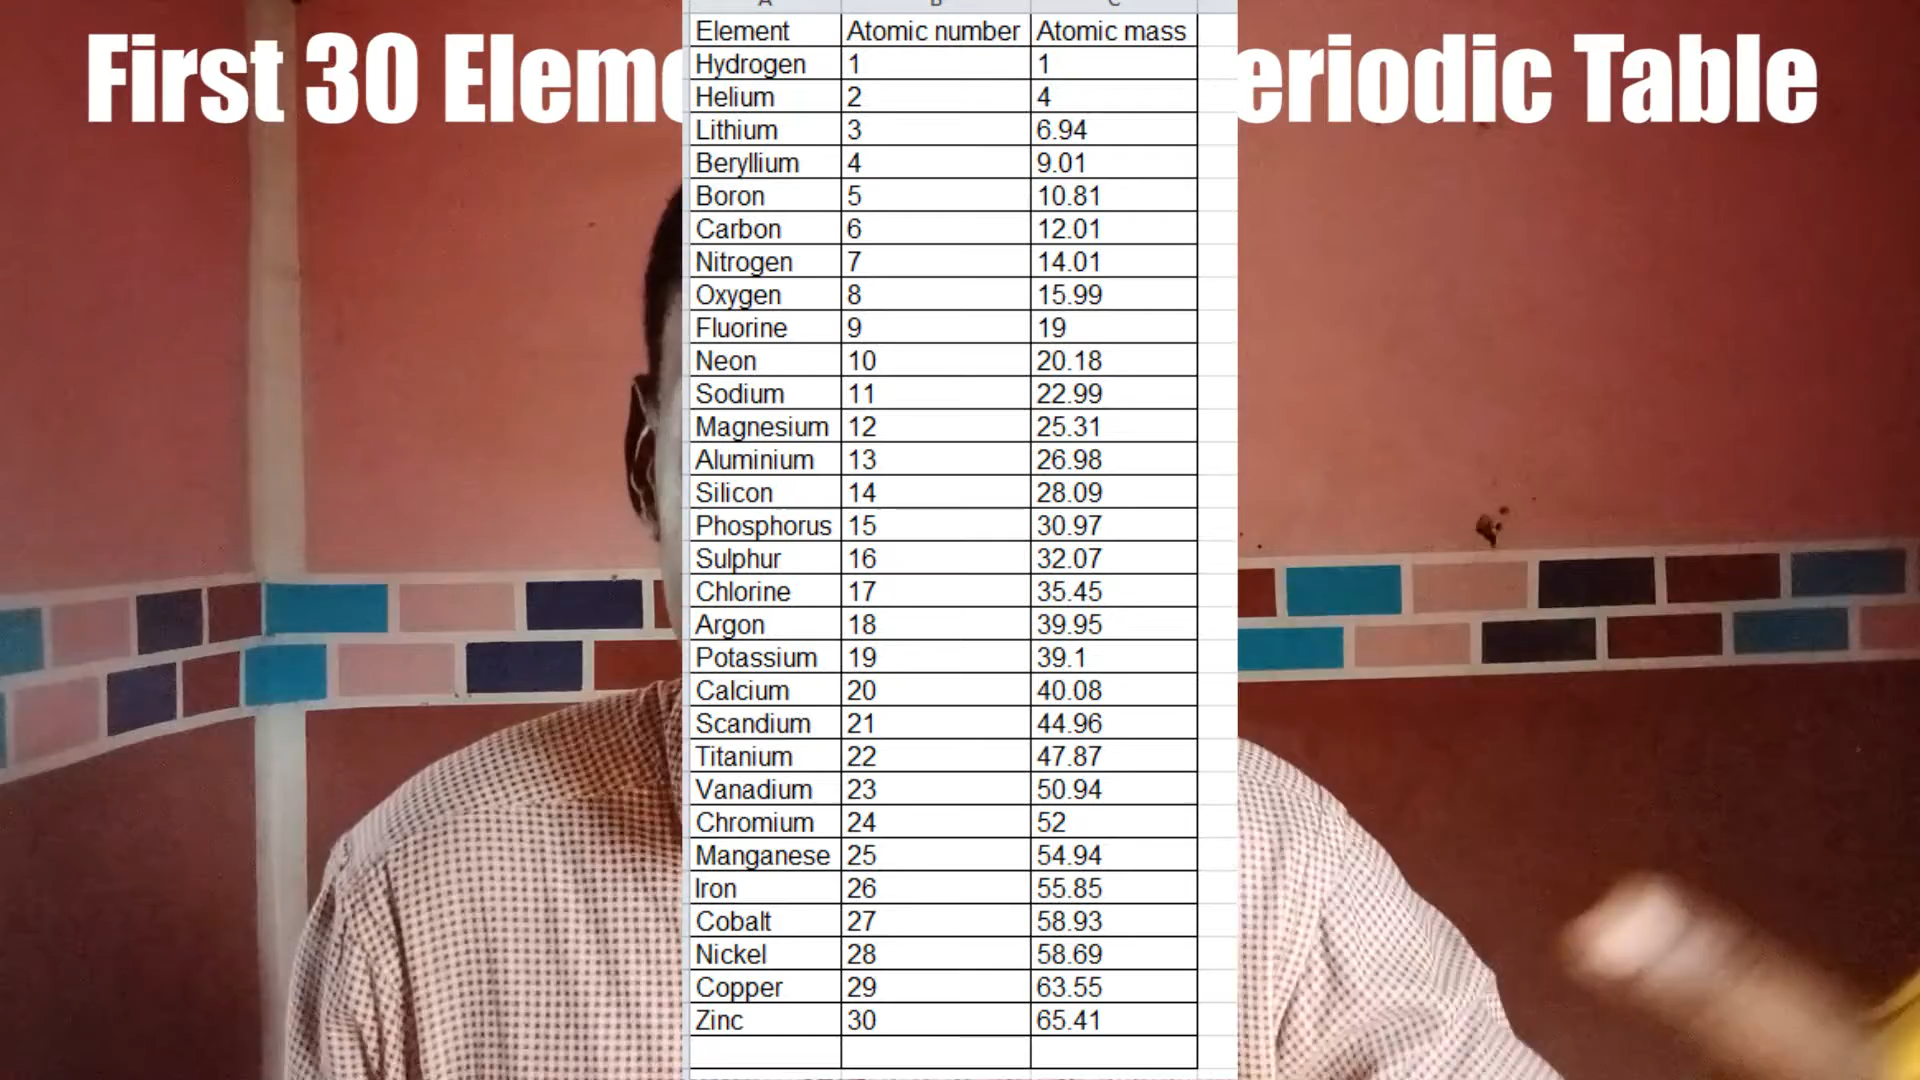 First 30 Eleme eriodic Table
Element Atomic number Atomic mass
Hydrogen 1 1
Helium 2 4
Lithium 3 6.94
Beryllium 4 9.01
Boron 5 10.81
Carbon 6 12.01
Nitrogen 7 14.01
Oxygen 8 15.99
Fluorine 9 19
Neon 10 20.18
Sodium 11 22.99
Magnesium 12 25.31
Aluminium 13 26.98
Silicon 14 28.09
Phosphorus 15 30.97
Sulphur 16 32.07
Chlorine 17 35.45
Argon 18 39.95
Potassium 19 39.1
Calcium 20 40.08
Scandium 21 44.96
Titanium 22 47.87
Vanadium 23 50.94
Chromium 24 52
Manganese 25 54.94
Iron 26 55.85
Cobalt 27 58.93
Nickel 28 58.69
Copper 29 63.55
Zinc 30 65.41